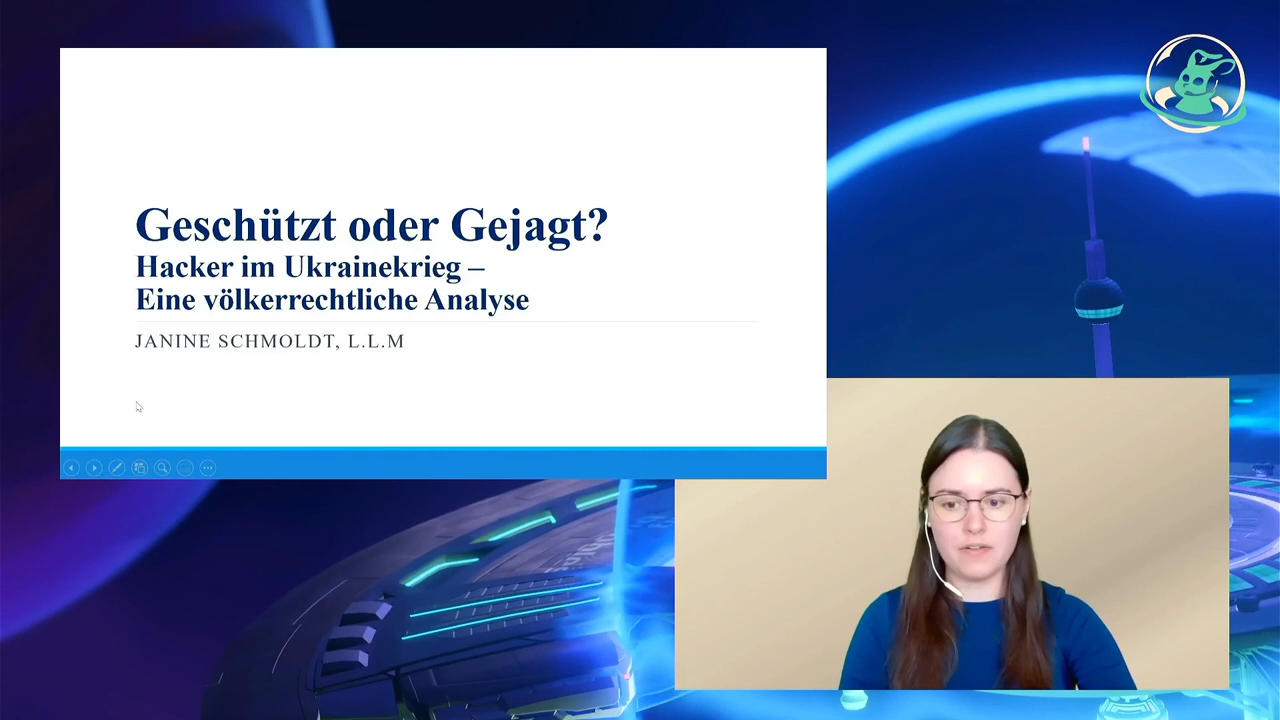 Geschützt oder Gejagt?
Hacker im Ukrainekrieg –
Eine völkerrechtliche Analyse
JANINE SCHMOLDT, L.L.M